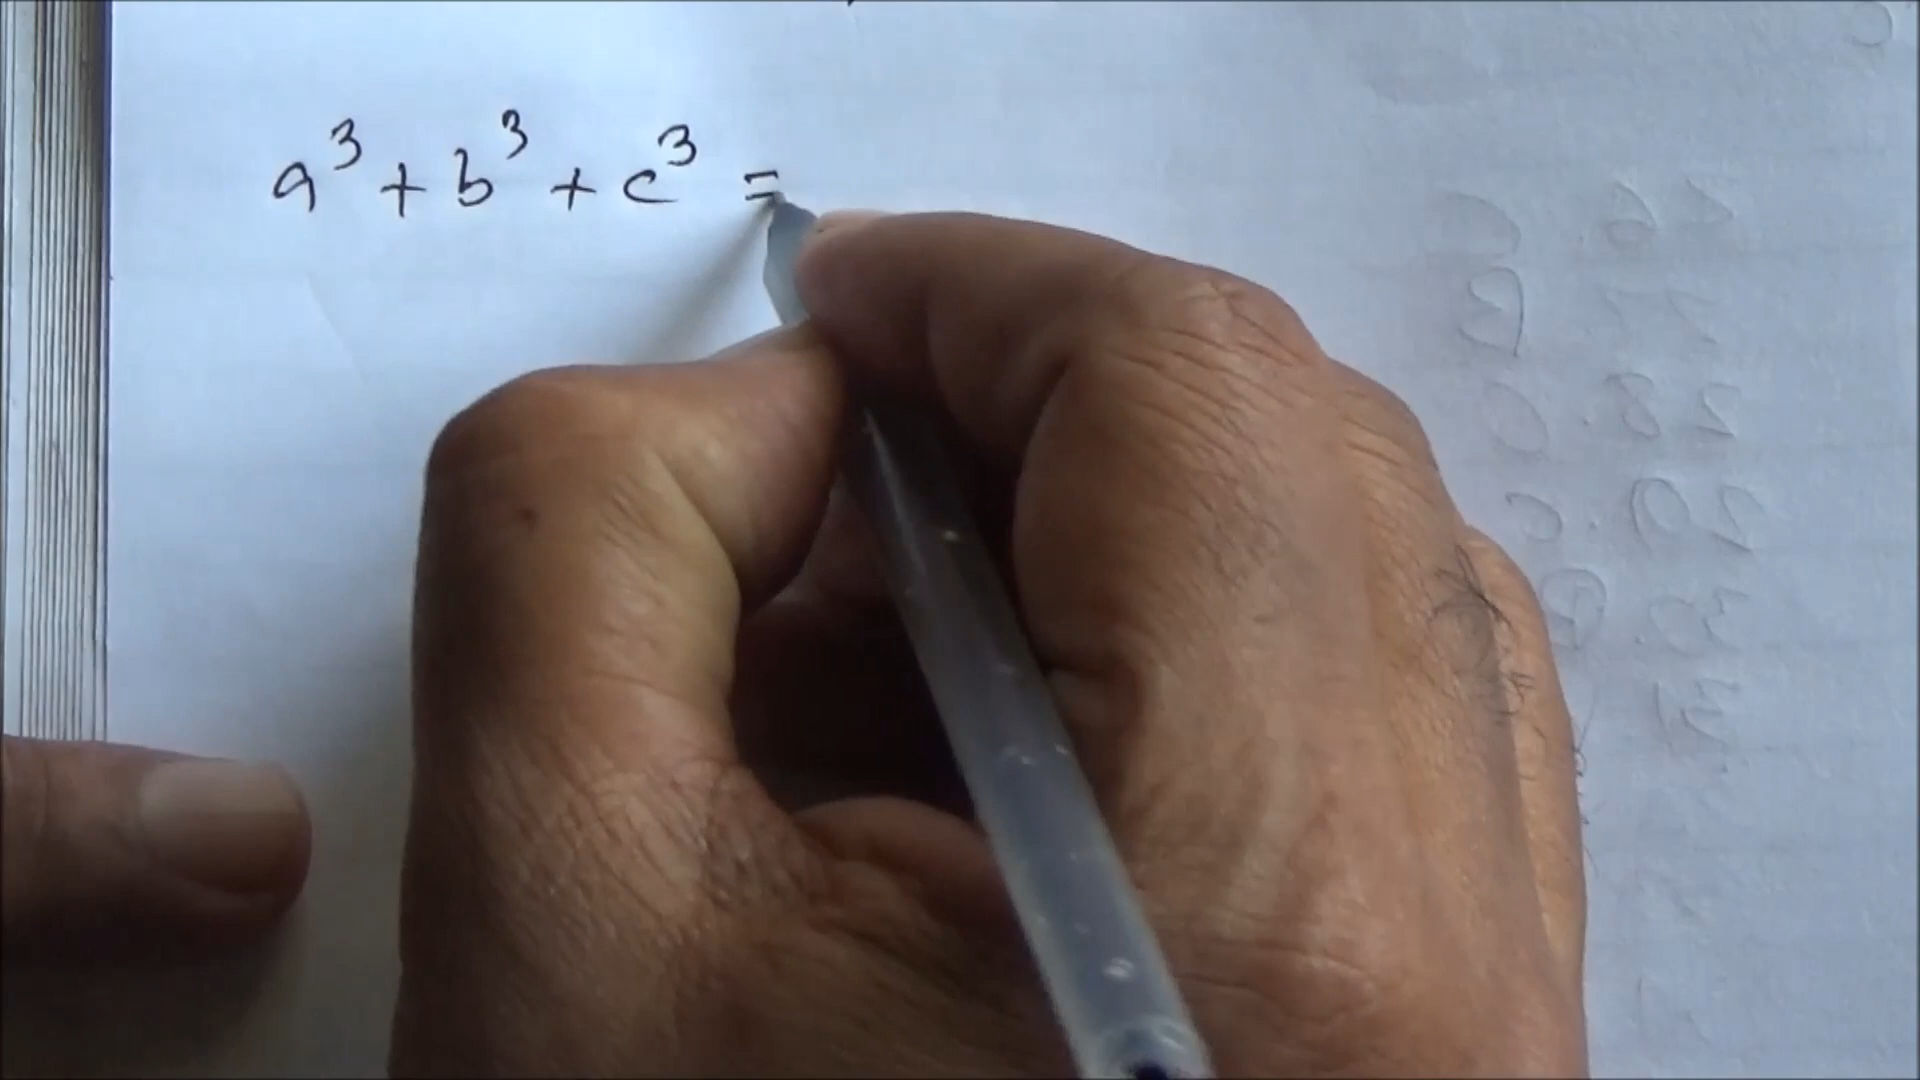 a³ + b³ + c³ =